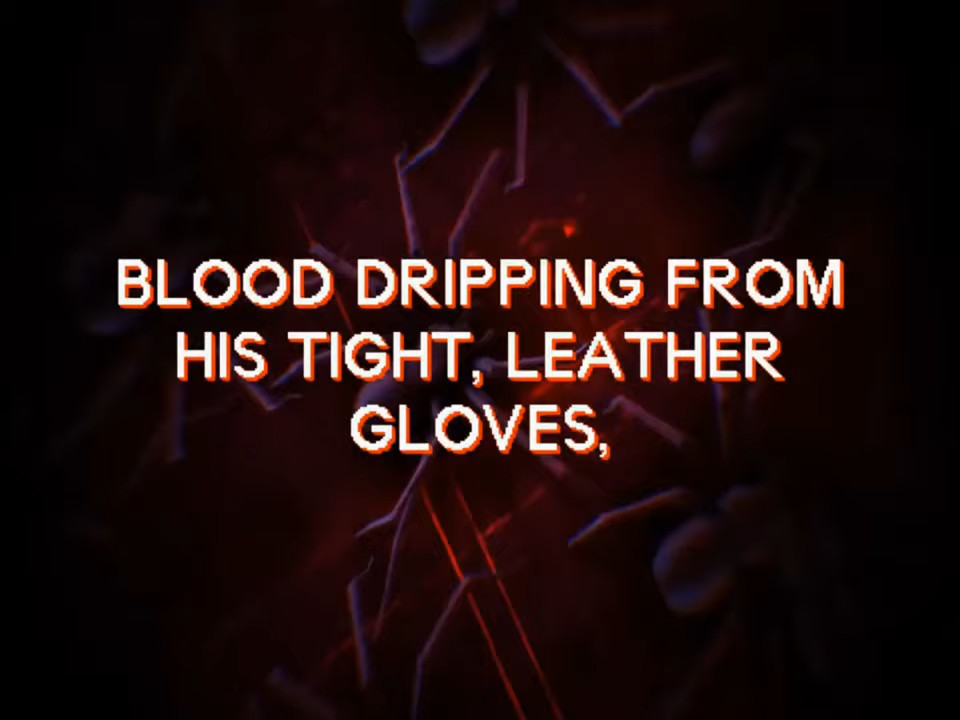 BLOOD DRIPPING FROM
HIS TIGHT, LEATHER
GLOVES,